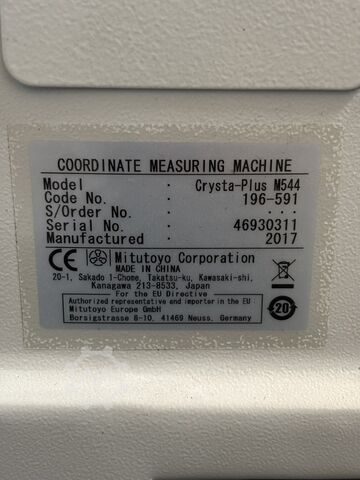 COORDINATE MEASURING MACHINE
Model · Crysta-Plus M544
Code No. · 196-591
S/Order No. · ...
Serial No. · 46930311
Manufactured · 2017
CE Mitutoyo Corporation
MADE IN CHINA
20-1, Sakado 1-Chome, Takatsu-ku, Kawasaki-shi,
Kanagawa 213-8533, Japan
For the EU Directive
Authorized representative and importer in the EU
Mitutoyo Europe GmbH
Borsigstrasse 8-10, 41469 Neuss, Germany
20